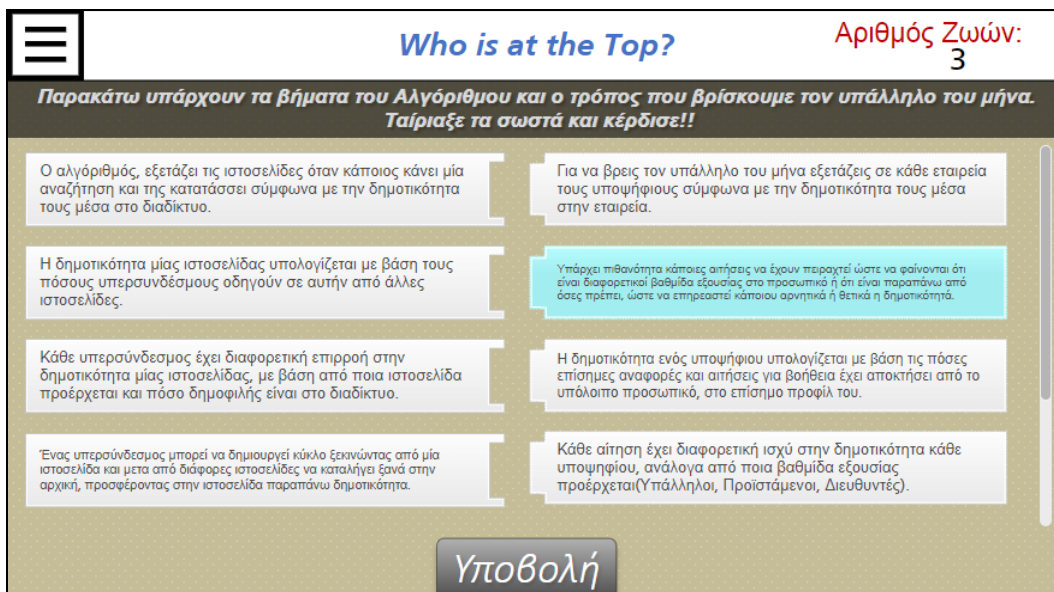 Who is at the Top?
Αριθμός Ζωών:
3
Παρακάτω υπάρχουν τα βήματα του Αλγόριθμου και ο τρόπος που βρίσκουμε τον υπάλληλο του μήνα.
Ταίριαξε τα σωστά και κέρδισε!!
Ο αλγόριθμός, εξετάζει τις ιστοσελίδες όταν κάποιος κάνει μία
αναζήτηση και της κατατάσσει σύμφωνα με την δημοτικότητα
τους μέσα στο διαδίκτυο.
Για να βρεις τον υπάλληλο του μήνα εξετάζεις σε κάθε εταιρεία
τους υποψήφιους σύμφωνα με την δημοτικότητα τους μέσα
στην εταιρεία.
Η δημοτικότητα μίας ιστοσελίδας υπολογίζεται με βάση τους
πόσους υπερσυνδέσμους οδηγούν σε αυτήν από άλλες
ιστοσελίδες.
Υπάρχει πιθανότητα κάποιες αιτήσεις να έχουν πειραχτεί ώστε να φαίνονται ότι
είναι διαφορετικοί βαθμίδα εξουσίας στο προσωπικό ή ότι είναι παραπάνω από
όσες πρέπει, ώστε να επηρεαστεί κάποιου αρνητικά ή θετικά η δημοτικότητά.
Κάθε υπερσύνδεσμος έχει διαφορετική επιρροή στην
δημοτικότητα μίας ιστοσελίδας, με βάση από ποια ιστοσελίδα
προέρχεται και πόσο δημοφιλής είναι στο διαδίκτυο.
Η δημοτικότητα ενός υποψήφιου υπολογίζεται με βάση τις πόσες
επίσημες αναφορές και αιτήσεις για βοήθεια έχει αποκτήσει από το
υπόλοιπο προσωπικό, στο επίσημο προφίλ του.
Ένας υπερσύνδεσμος μπορεί να δημιουργεί κύκλο ξεκινώντας από μία
ιστοσελίδα και μετα από διάφορες ιστοσελίδες να καταλήγει ξανά στην
αρχική, προσφέροντας στην ιστοσελίδα παραπάνω δημοτικότητα.
Κάθε αίτηση έχει διαφορετική ισχύ στην δημοτικότητα κάθε
υποψηφίου, ανάλογα από ποια βαθμίδα εξουσίας
προέρχεται(Υπάλληλοι, Προϊστάμενοι, Διευθυντές).
Υποβολή